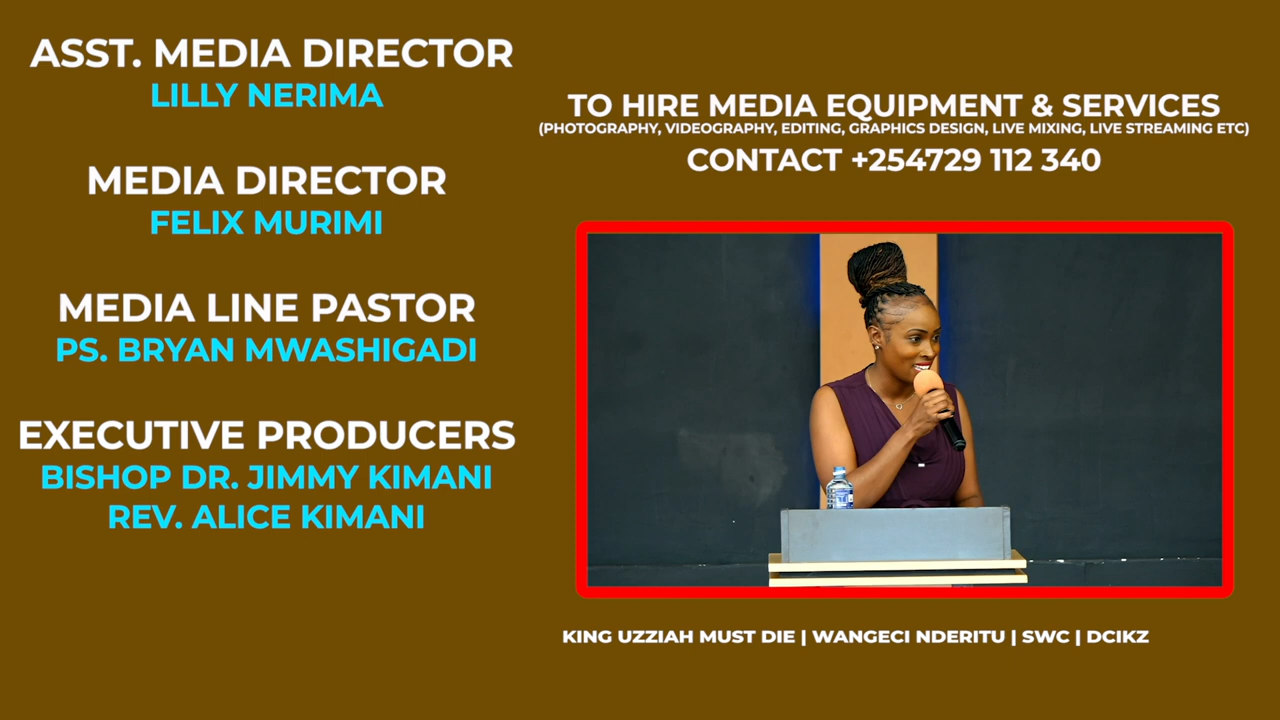 ASST. MEDIA DIRECTOR
LILLY NERIMA
MEDIA DIRECTOR
FELIX MURIMI
MEDIA LINE PASTOR
PS. BRYAN MWASHIGADI
EXECUTIVE PRODUCERS
BISHOP DR. JIMMY KIMANI
REV. ALICE KIMANI
TO HIRE MEDIA EQUIPMENT & SERVICES
(PHOTOGRAPHY, VIDEOGRAPHY, EDITING, GRAPHICS DESIGN, LIVE MIXING, LIVE STREAMING ETC)
CONTACT +254729 112 340
KING UZZIAH MUST DIE | WANGECI NDERITU | SWC | DCIKZ